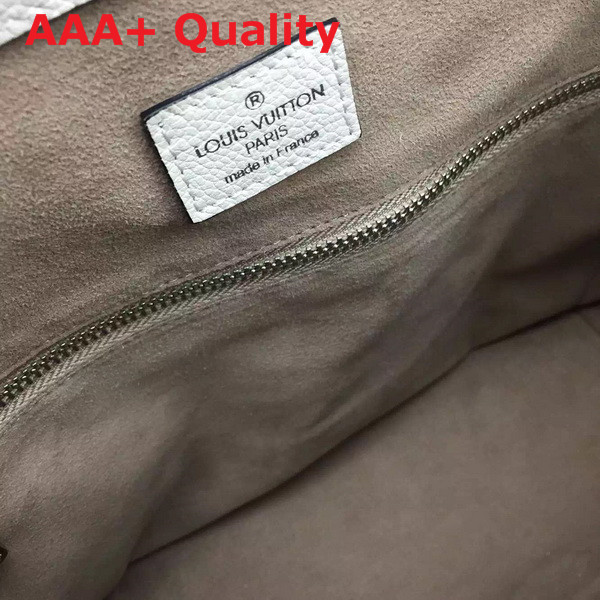 AAA+ Quality
®
LOUIS VUITTON
PARIS
made in France